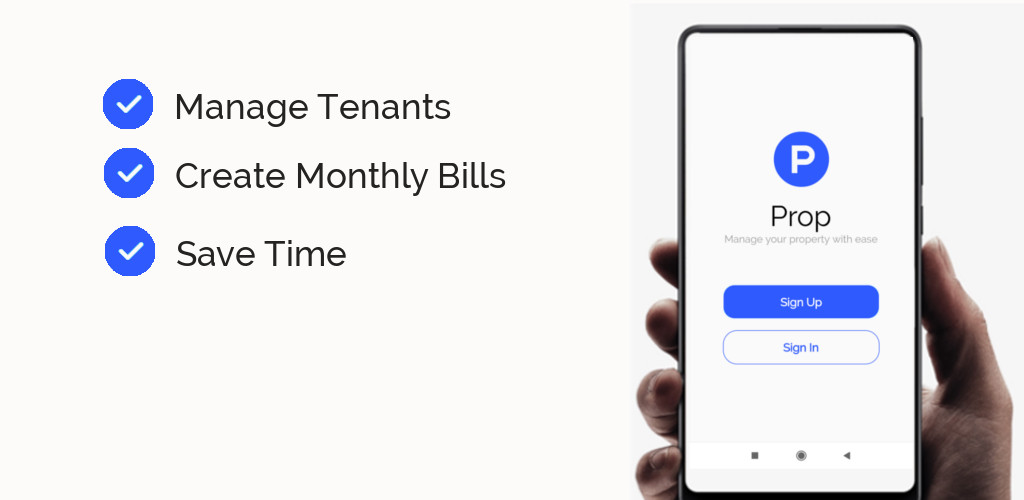 Manage Tenants
Create Monthly Bills
Save Time
P
Prop
Manage your property with ease
Sign Up
Sign In